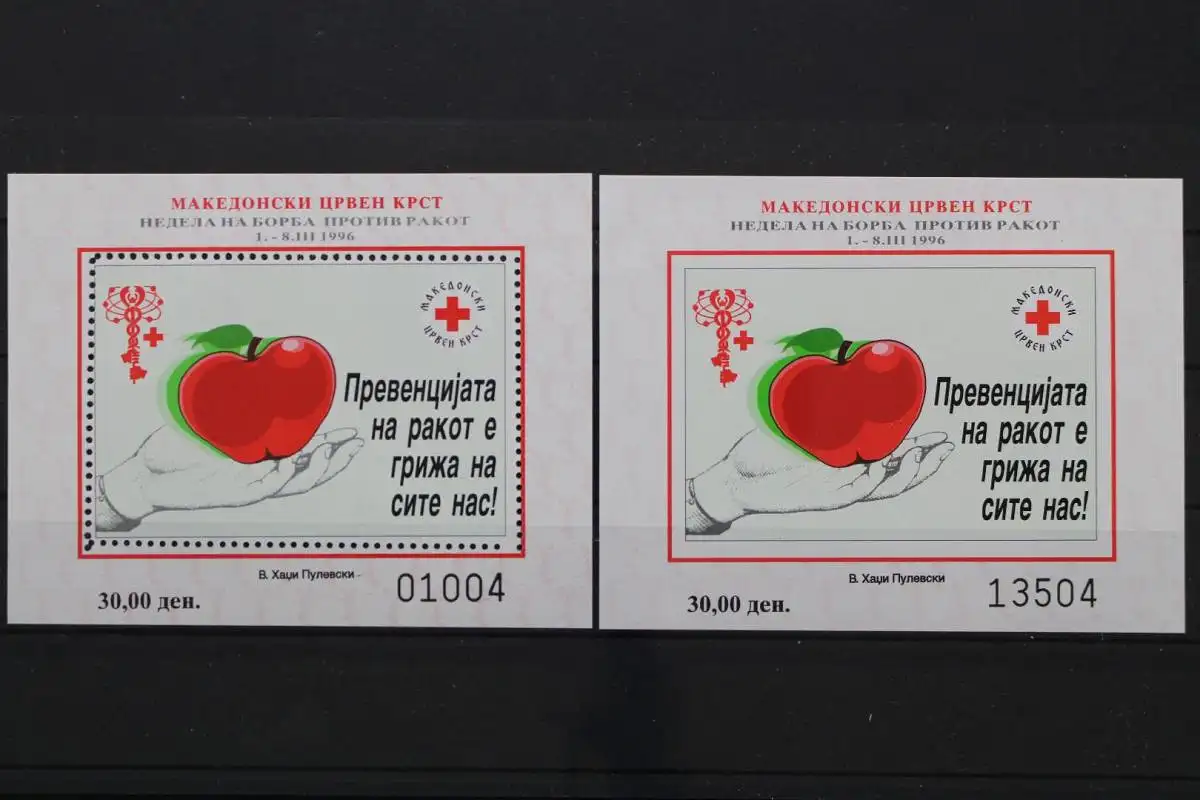 МАКЕДОНСКИ ЦРВЕН КРСТ
НЕДЕЛА НА БОРБА ПРОТИВ РАКОТ
1. - 8.III 1996
МАКЕДОНСКИ
ЦРВЕН КРСТ
Превенцијата
на ракот е
грижа на
сите нас!
В. Хаџи Пулевски
30,00 ден.
01004
МАКЕДОНСКИ ЦРВЕН КРСТ
НЕДЕЛА НА БОРБА ПРОТИВ РАКОТ
1. - 8.III 1996
МАКЕДОНСКИ
ЦРВЕН КРСТ
Превенцијата
на ракот е
грижа на
сите нас!
В. Хаџи Пулевски
30,00 ден.
13504